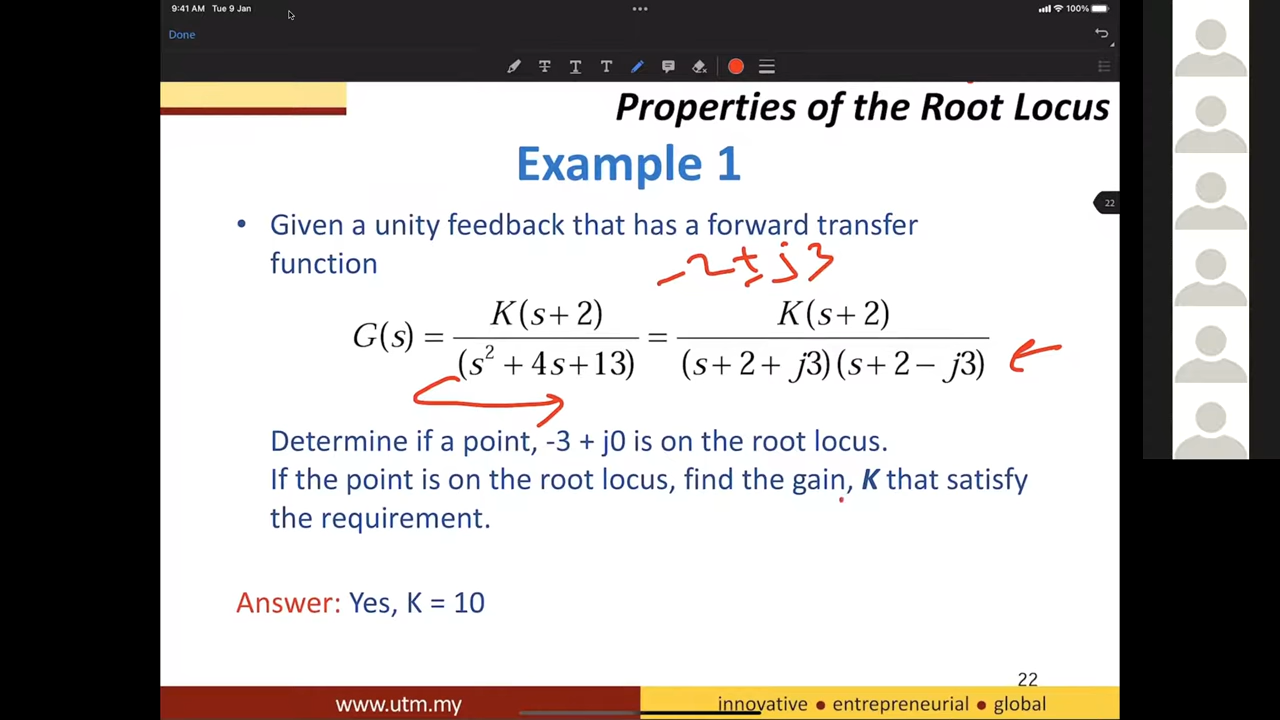 9:41 AM Tue 9 Jan
100%
Done
Properties of the Root Locus
Example 1
22
• Given a unity feedback that has a forward transfer
function
-2 ± j3
G(s) = K(s+2) / (s² + 4s+13) = K(s+2) / (s+2+ j3)(s+2− j3)
Determine if a point, -3 + j0 is on the root locus.
If the point is on the root locus, find the gain, K that satisfy
the requirement.
Answer: Yes, K = 10
22
www.utm.my
innovative ● entrepreneurial ● global